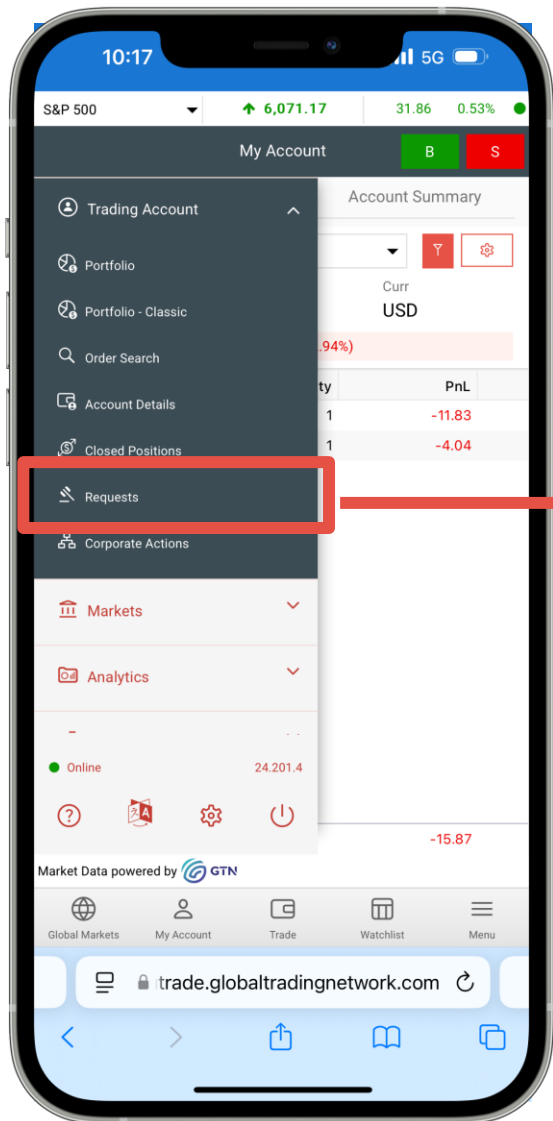 10:17 5G
S&P 500 6,071.17 31.86 0.53%
My Account B S
Trading Account
Account Summary
Portfolio
Curr
Portfolio - Classic
USD
Order Search
.94%)
ty PnL
Account Details
1 -11.83
Closed Positions
1 -4.04
Requests
Corporate Actions
Markets
Analytics
Online 24.201.4
-15.87
Market Data powered by GTN
Global Markets My Account Trade Watchlist Menu
trade.globaltradingnetwork.com